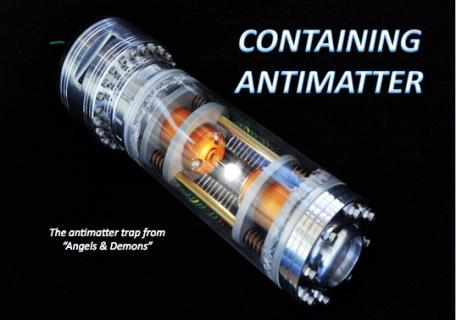 CONTAINING
ANTIMATTER
The antimatter trap from
“Angels & Demons”